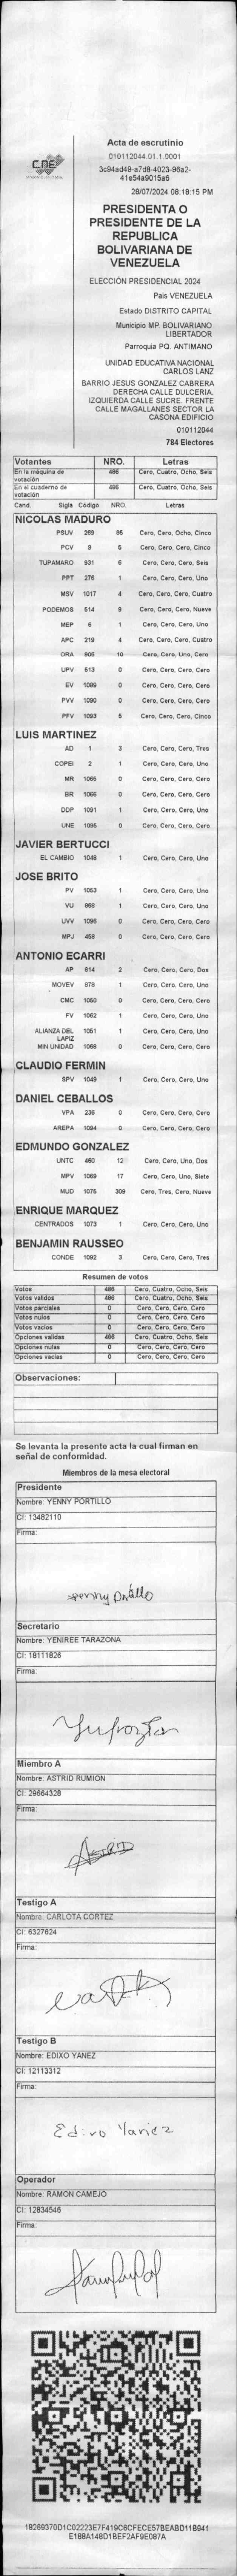 CNE
Acta de escrutinio
010112044.01.1.0001
3c94ad49-a7d8-4023-96a2-
41e54a9015a6
28/07/2024 08:18:15 PM
PRESIDENTA O
PRESIDENTE DE LA
REPUBLICA
BOLIVARIANA DE
VENEZUELA
ELECCIÓN PRESIDENCIAL 2024
País VENEZUELA
Estado DISTRITO CAPITAL
Municipio MP. BOLIVARIANO
LIBERTADOR
Parroquia PQ. ANTIMANO
UNIDAD EDUCATIVA NACIONAL
CARLOS LANZ
BARRIO JESUS GONZALEZ CABRERA
DERECHA CALLE DULCERIA.
IZQUIERDA CALLE SUCRE. FRENTE
CALLE MAGALLANES SECTOR LA
CASONA EDIFICIO
010112044
784 Electores
Votantes NRO. Letras
En la máquina de votación 486 Cero, Cuatro, Ocho, Seis
En el cuaderno de votación 486 Cero, Cuatro, Ocho, Seis
Cand. Sigla Código NRO. Letras
NICOLAS MADURO
PSUV 269 85 Cero, Cero, Ocho, Cinco
PCV 9 5 Cero, Cero, Cero, Cinco
TUPAMARO 931 6 Cero, Cero, Cero, Seis
PPT 276 1 Cero, Cero, Cero, Uno
MSV 1017 4 Cero, Cero, Cero, Cuatro
PODEMOS 514 9 Cero, Cero, Cero, Nueve
MEP 6 1 Cero, Cero, Cero, Uno
APC 219 4 Cero, Cero, Cero, Cuatro
ORA 805 10 Cero, Cero, Uno, Cero
UPV 513 0 Cero, Cero, Cero, Cero
EV 1089 0 Cero, Cero, Cero, Cero
PVV 1090 0 Cero, Cero, Cero, Cero
PFV 1093 5 Cero, Cero, Cero, Cinco
LUIS MARTINEZ
AD 1 3 Cero, Cero, Cero, Tres
COPEI 2 1 Cero, Cero, Cero, Uno
MR 1055 0 Cero, Cero, Cero, Cero
BR 1066 0 Cero, Cero, Cero, Cero
DDP 1091 1 Cero, Cero, Cero, Uno
UNE 1095 0 Cero, Cero, Cero, Cero
JAVIER BERTUCCI
EL CAMBIO 1048 1 Cero, Cero, Cero, Uno
JOSE BRITO
PV 1053 1 Cero, Cero, Cero, Uno
VU 868 1 Cero, Cero, Cero, Uno
UVV 1096 0 Cero, Cero, Cero, Cero
MPJ 458 0 Cero, Cero, Cero, Cero
ANTONIO ECARRI
AP 814 2 Cero, Cero, Cero, Dos
MOVEV 878 1 Cero, Cero, Cero, Uno
CMC 1050 0 Cero, Cero, Cero, Cero
FV 1062 1 Cero, Cero, Cero, Uno
ALIANZA DEL LAPIZ 1051 1 Cero, Cero, Cero, Uno
MIN UNIDAD 1058 0 Cero, Cero, Cero, Cero
CLAUDIO FERMIN
SPV 1049 1 Cero, Cero, Cero, Uno
DANIEL CEBALLOS
VPA 236 0 Cero, Cero, Cero, Cero
AREPA 1094 0 Cero, Cero, Cero, Cero
EDMUNDO GONZALEZ
UNTC 460 12 Cero, Cero, Uno, Dos
MPV 1069 17 Cero, Cero, Uno, Siete
MUD 1075 309 Cero, Tres, Cero, Nueve
ENRIQUE MARQUEZ
CENTRADOS 1073 1 Cero, Cero, Cero, Uno
BENJAMIN RAUSSEO
CONDE 1092 3 Cero, Cero, Cero, Tres
Resumen de votos
Votos 486 Cero, Cuatro, Ocho, Seis
Votos validos 486 Cero, Cuatro, Ocho, Seis
Votos parciales 0 Cero, Cero, Cero, Cero
Votos nulos 0 Cero, Cero, Cero, Cero
Votos vacíos 0 Cero, Cero, Cero, Cero
Opciones validas 486 Cero, Cuatro, Ocho, Seis
Opciones nulas 0 Cero, Cero, Cero, Cero
Opciones vacias 0 Cero, Cero, Cero, Cero
Observaciones:
Se levanta la presente acta la cual firman en
señal de conformidad.
Miembros de la mesa electoral
Presidente
Nombre: YENNY PORTILLO
CI: 13482110
Firma:
Secretario
Nombre: YENIREE TARAZONA
CI: 18111826
Firma:
Miembro A
Nombre: ASTRID RUMION
CI: 29664328
Firma:
ASTRID
Testigo A
Nombre: CARLOTA CORTEZ
CI: 6327624
Firma:
Testigo B
Nombre: EDIXO YANEZ
CI: 12113312
Firma:
Operador
Nombre: RAMON CAMEJO
CI: 12834546
Firma:
18269370D1C02223E7F419C6CFECE57BEABD11B941
E188A148D1BEF2AF9E087A